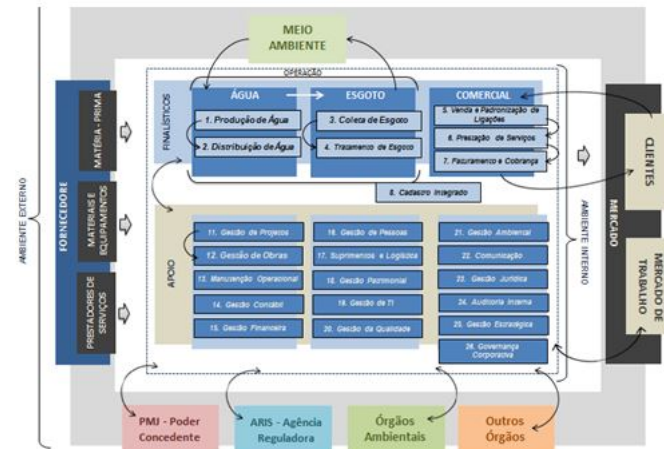 MEIO
AMBIENTE
OPERAÇÃO
AMBIENTE EXTERNO
FORNECEDORE
MATÉRIA - PRIMA
MATERIAIS E
EQUIPAMENTOS
PRESTADORES DE
SERVIÇOS
FINALÍSTICOS
ÁGUA
1. Produção de Água
2. Distribuição de Água
ESGOTO
3. Coleta de Esgoto
4. Tratamento de Esgoto
COMERCIAL
5. Venda e Padronização de
Ligações
6. Prestação de Serviços
7. Faturamento e Cobrança
8. Cadastro Integrado
APOIO
11. Gestão de Projetos
12. Gestão de Obras
13. Manutenção Operacional
14. Gestão Contábil
15. Gestão Financeira
16. Gestão de Pessoas
17. Suprimentos e Logística
18. Gestão Patrimonial
19. Gestão de TI
20. Gestão da Qualidade
21. Gestão Ambiental
22. Comunicação
23. Gestão Jurídica
24. Auditoria Interna
25. Gestão Estratégica
26. Governança
Corporativa
AMBIENTE INTERNO
MERCADO
CLIENTES
MERCADO DE
TRABALHO
PMJ - Poder
Concedente
ARIS - Agência
Reguladora
Órgãos
Ambientais
Outros
Órgãos